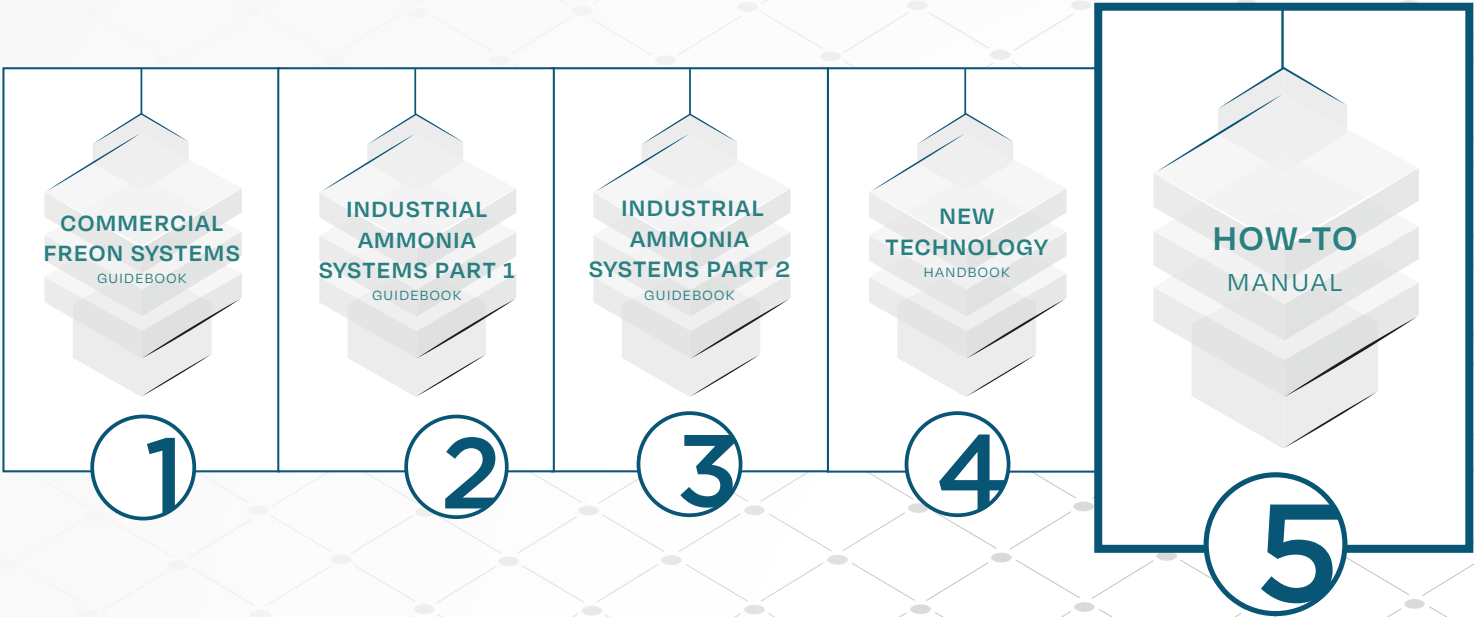 COMMERCIAL
FREON SYSTEMS
GUIDEBOOK
1
INDUSTRIAL
AMMONIA
SYSTEMS PART 1
GUIDEBOOK
2
INDUSTRIAL
AMMONIA
SYSTEMS PART 2
GUIDEBOOK
3
NEW
TECHNOLOGY
HANDBOOK
4
HOW-TO
MANUAL
5